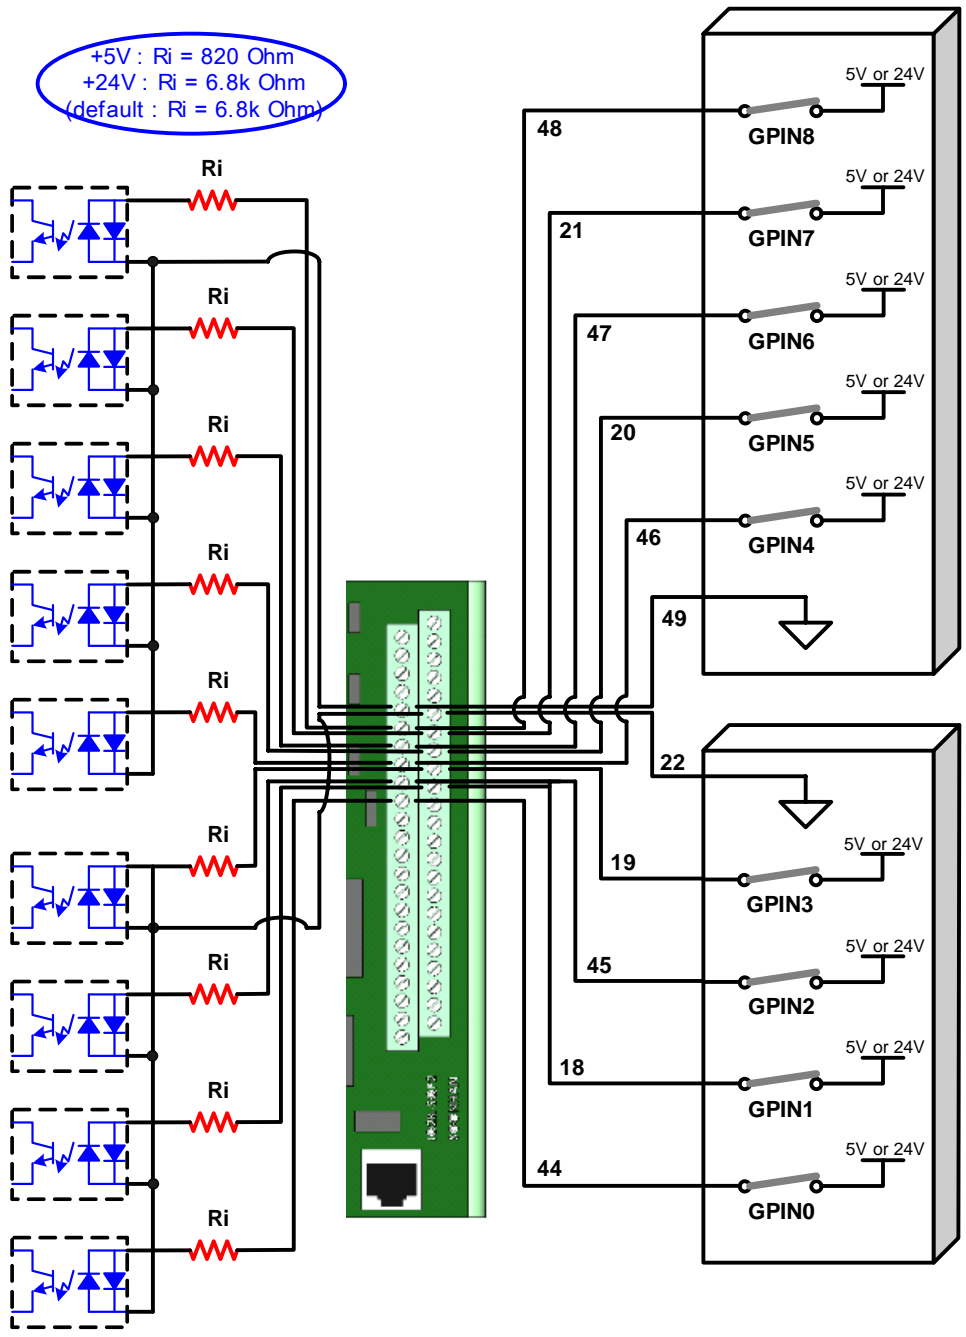 +5V : Ri = 820 Ohm
+24V : Ri = 6.8k Ohm
(default : Ri = 6.8k Ohm)
5V or 24V
48
GPIN8
Ri
5V or 24V
21
GPIN7
Ri
5V or 24V
47
GPIN6
Ri
5V or 24V
20
GPIN5
Ri
5V or 24V
46
GPIN4
49
Ri
22
Ri
5V or 24V
19
GPIN3
Ri
5V or 24V
45
GPIN2
Ri
5V or 24V
18
GPIN1
Ri
5V or 24V
44
GPIN0